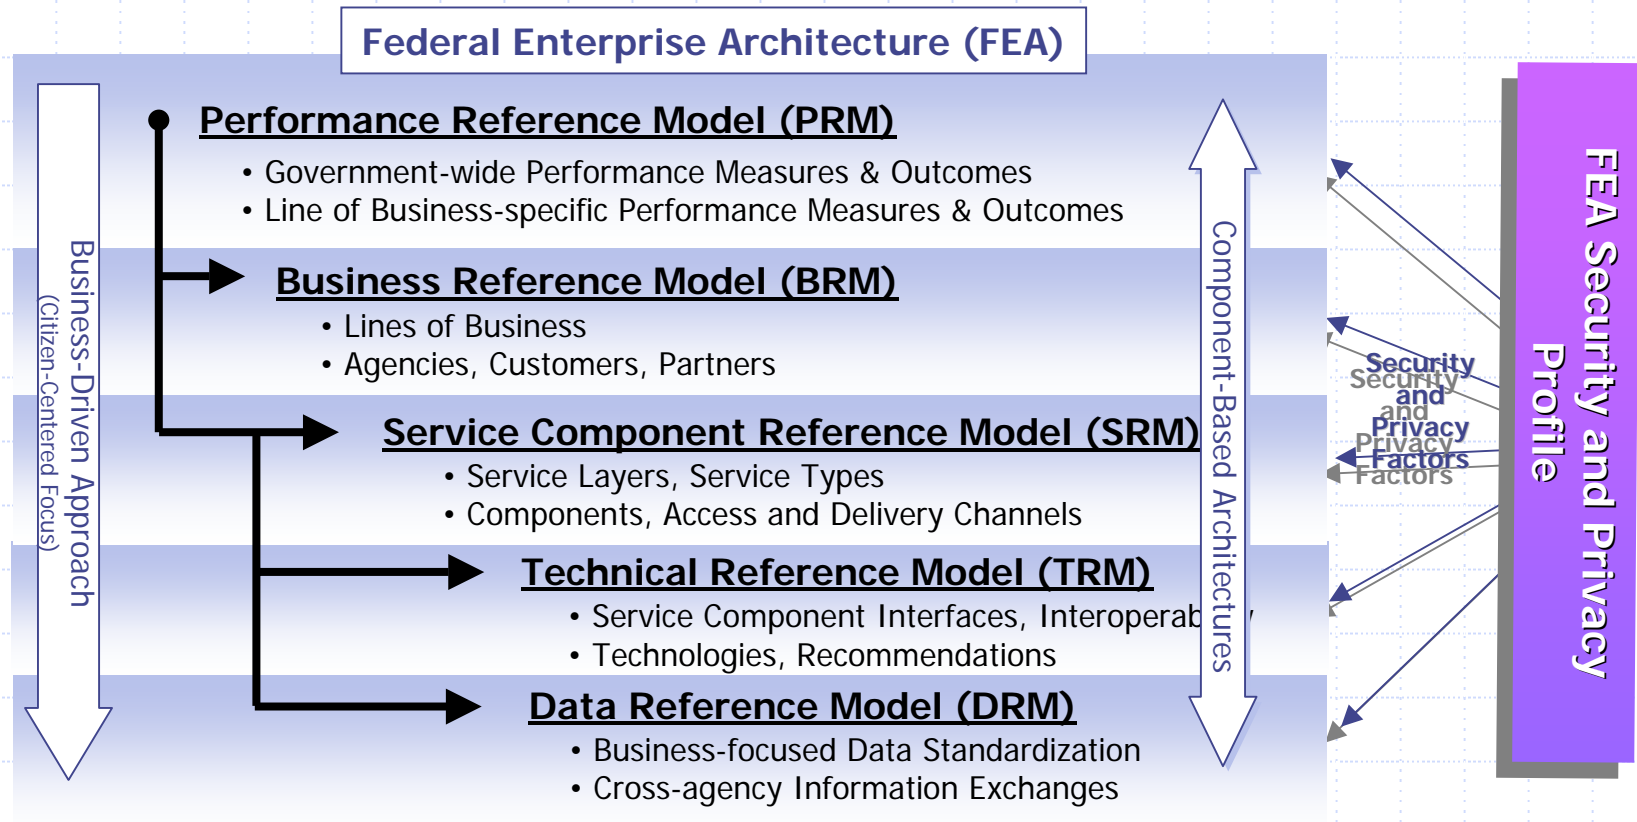 Federal Enterprise Architecture (FEA)
Performance Reference Model (PRM)
• Government-wide Performance Measures & Outcomes
• Line of Business-specific Performance Measures & Outcomes
Business Reference Model (BRM)
• Lines of Business
• Agencies, Customers, Partners
Service Component Reference Model (SRM)
• Service Layers, Service Types
• Components, Access and Delivery Channels
Technical Reference Model (TRM)
• Service Component Interfaces,
• Technologies, Recommendations
Data Reference Model (DRM)
• Business-focused Data Standardization
• Cross-agency Information Exchanges
Business-Driven Approach
(Citizen-Centered Focus)
Component-Based Architectures
Security
and
Privacy
Factors
FEA Security and Privacy
Profile